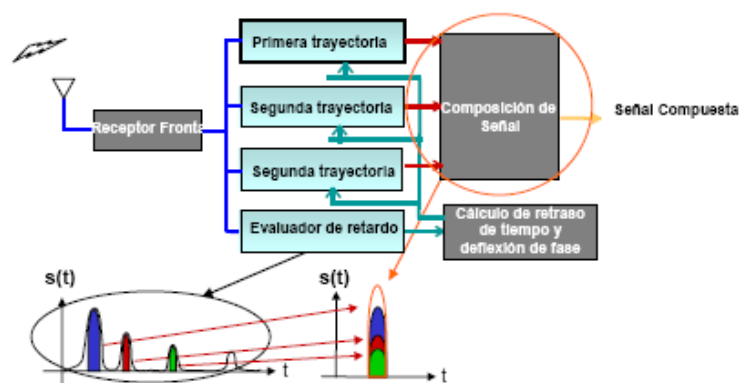 Primera trayectoria
Segunda trayectoria
Composición de
Señal
Señal Compuesta
Receptor Fronta
Segunda trayectoria
Evaluador de retardo
Cálculo de retraso
de tiempo y
deflexión de fase
s(t)
t
s(t)
t